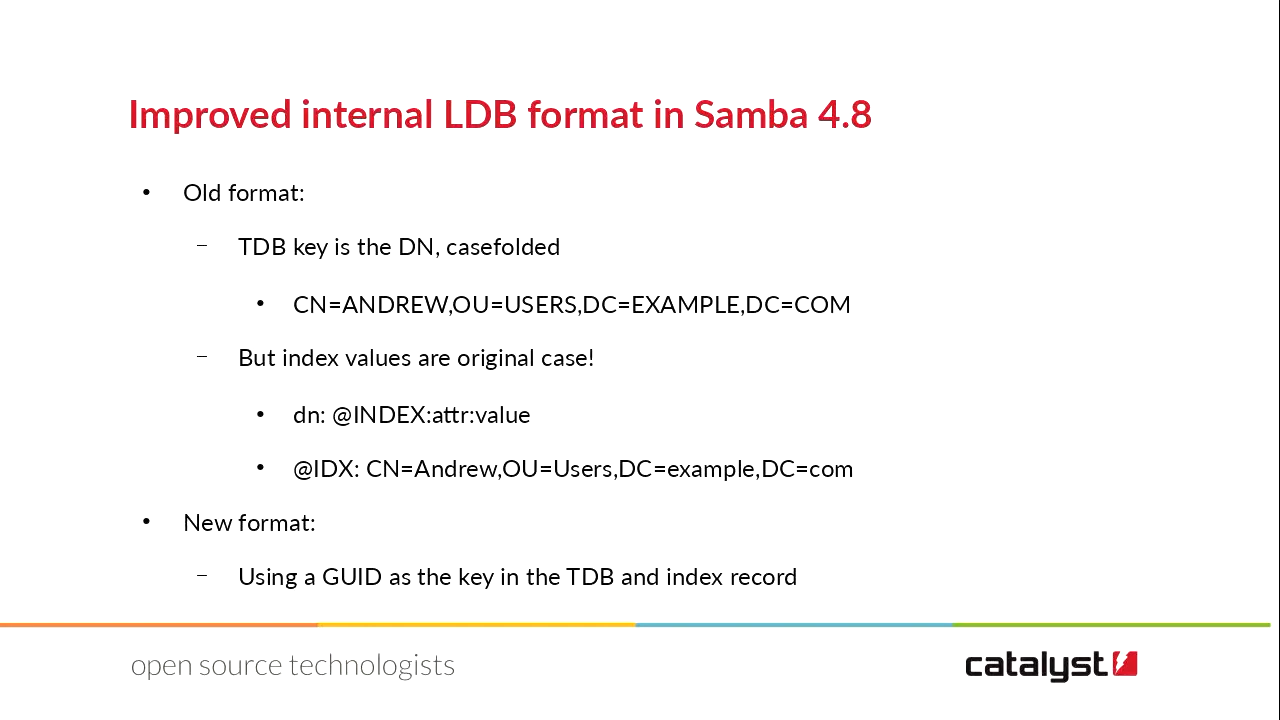 Improved internal LDB format in Samba 4.8
• Old format:
– TDB key is the DN, casefolded
• CN=ANDREW,OU=USERS,DC=EXAMPLE,DC=COM
– But index values are original case!
• dn: @INDEX:attr:value
• @IDX: CN=Andrew,OU=Users,DC=example,DC=com
• New format:
– Using a GUID as the key in the TDB and index record
open source technologists
catalyst